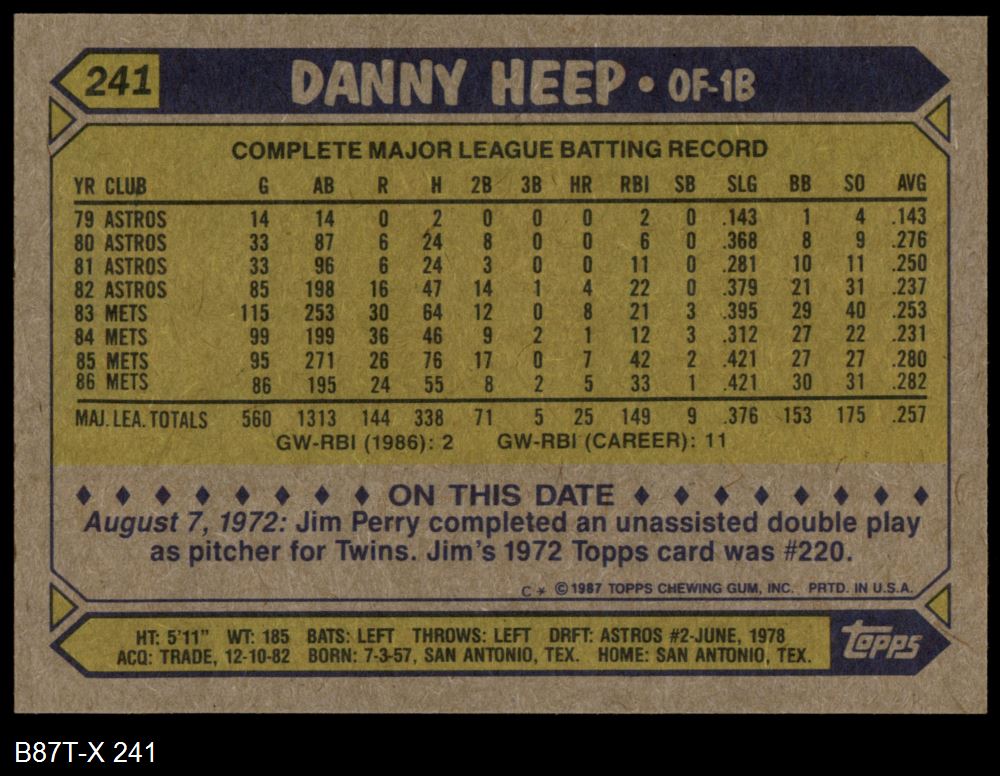 241 DANNY HEEP • OF-1B
COMPLETE MAJOR LEAGUE BATTING RECORD
YR CLUB G AB R H 2B 3B HR RBI SB SLG BB SO AVG
79 ASTROS 14 14 0 2 0 0 0 2 0 .143 1 4 .143
80 ASTROS 33 87 6 24 8 0 0 6 0 .368 8 9 .276
81 ASTROS 33 96 6 24 3 0 0 11 0 .281 10 11 .250
82 ASTROS 85 198 16 47 14 1 4 22 0 .379 21 31 .237
83 METS 115 253 30 64 12 0 8 21 3 .395 29 40 .253
84 METS 99 199 36 46 9 2 1 12 3 .312 27 22 .231
85 METS 95 271 26 76 17 0 7 42 2 .421 27 27 .280
86 METS 86 195 24 55 8 2 5 33 1 .421 30 31 .282
MAJ. LEA. TOTALS 560 1313 144 338 71 5 25 149 9 .376 153 175 .257
GW-RBI (1986): 2 GW-RBI (CAREER): 11
♦ ♦ ♦ ♦ ♦ ♦ ♦ ♦ ON THIS DATE ♦ ♦ ♦ ♦ ♦ ♦ ♦ ♦
August 7, 1972: Jim Perry completed an unassisted double play
as pitcher for Twins. Jim's 1972 Topps card was #220.
C * © 1987 TOPPS CHEWING GUM, INC. PRTD. IN U.S.A.
HT: 5'11" WT: 185 BATS: LEFT THROWS: LEFT DRFT: ASTROS #2-JUNE, 1978
ACQ: TRADE, 12-10-82 BORN: 7-3-57, SAN ANTONIO, TEX. HOME: SAN ANTONIO, TEX.
TOPPS
B87T-X 241